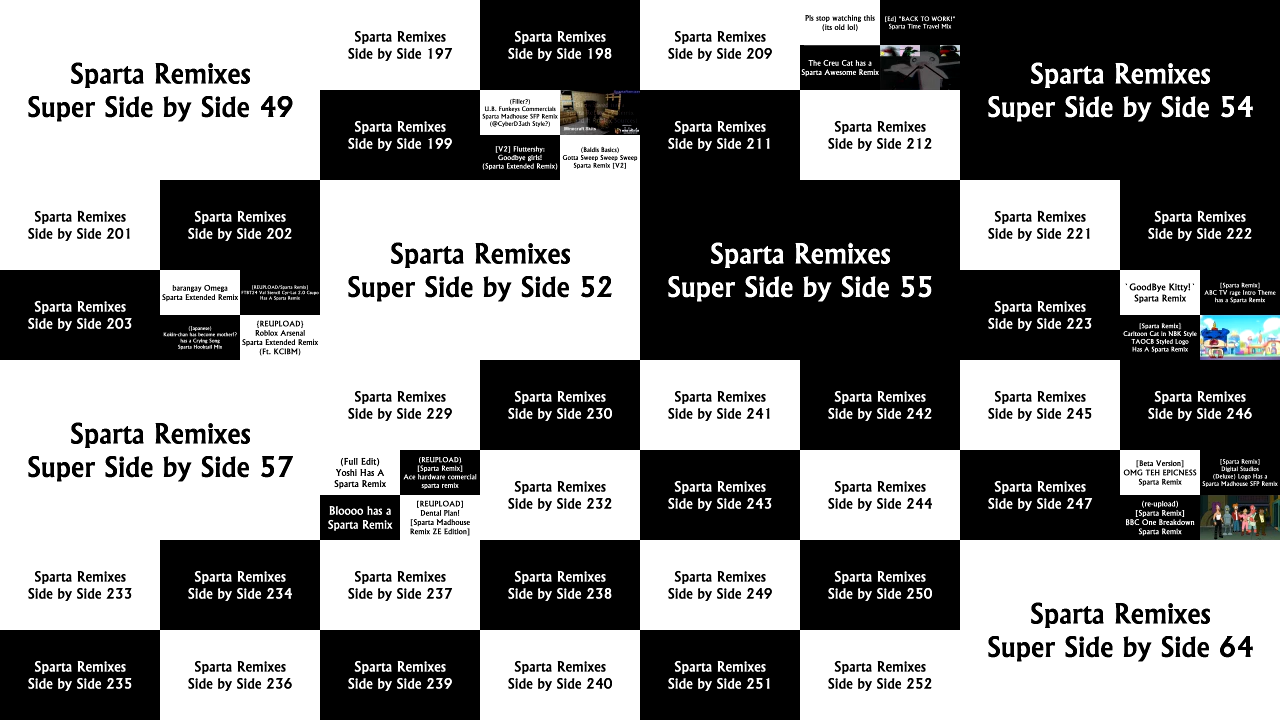 Sparta Remixes
Super Side by Side 49
Sparta Remixes
Side by Side 197
Sparta Remixes
Side by Side 198
Sparta Remixes
Side by Side 199
(Filler?)
U.B. Funkeys Commercials
Sparta Madhouse SFP Remix
(@CyberD3ath Style?)
[V2] Fluttershy:
Goodbye girls!
(Sparta Extended Remix)
(Baldis Basics)
Gotta Sweep Sweep Sweep
Sparta Remix [V2]
Sparta Remixes
Side by Side 209
Pls stop watching this
(its old lol)
[Ed] "BACK TO WORK!"
Sparta Time Travel Mix
The Creu Cat has a
Sparta Awesome Remix
Sparta Remixes
Side by Side 211
Sparta Remixes
Side by Side 212
Sparta Remixes
Super Side by Side 54
Sparta Remixes
Side by Side 201
Sparta Remixes
Side by Side 202
Sparta Remixes
Side by Side 203
barangay Omega
Sparta Extended Remix
[REUPLOAD/Sparta Remix]
Has A Sparta Remix
(Japanese)
Kokin-chan has become mother!?
has a Crying Song
Sparta Hooktail Mix
(REUPLOAD)
Roblox Arsenal
Sparta Extended Remix
(Ft. KCIBM)
Sparta Remixes
Super Side by Side 52
Sparta Remixes
Super Side by Side 55
Sparta Remixes
Side by Side 221
Sparta Remixes
Side by Side 222
Sparta Remixes
Side by Side 223
`GoodBye Kitty!`
Sparta Remix
[Sparta Remix]
ABC TV rage Intro Theme
has a Sparta Remix
[Sparta Remix]
Carltoon Cat In NBK Style
TAOCB Styled Logo
Has A Sparta Remix
Sparta Remixes
Super Side by Side 57
Sparta Remixes
Side by Side 229
Sparta Remixes
Side by Side 230
(Full Edit)
Yoshi Has A
Sparta Remix
(REUPLOAD)
[Sparta Remix]
Ace hardware comercial
sparta remix
Bloooo has a
Sparta Remix
[REUPLOAD]
Dental Plan!
[Sparta Madhouse
Remix ZE Edition]
Sparta Remixes
Side by Side 232
Sparta Remixes
Side by Side 241
Sparta Remixes
Side by Side 242
Sparta Remixes
Side by Side 243
Sparta Remixes
Side by Side 244
Sparta Remixes
Side by Side 245
Sparta Remixes
Side by Side 246
Sparta Remixes
Side by Side 247
[Beta Version]
OMG TEH EPICNESS
Sparta Remix
[Sparta Remix]
Digital Studios
(Deluxe) Logo Has a
Sparta Madhouse SFP Remix
(re-upload)
[Sparta Remix]
BBC One Breakdown
Sparta Remix
Sparta Remixes
Side by Side 233
Sparta Remixes
Side by Side 234
Sparta Remixes
Side by Side 235
Sparta Remixes
Side by Side 236
Sparta Remixes
Side by Side 237
Sparta Remixes
Side by Side 238
Sparta Remixes
Side by Side 239
Sparta Remixes
Side by Side 240
Sparta Remixes
Side by Side 249
Sparta Remixes
Side by Side 250
Sparta Remixes
Side by Side 251
Sparta Remixes
Side by Side 252
Sparta Remixes
Super Side by Side 64